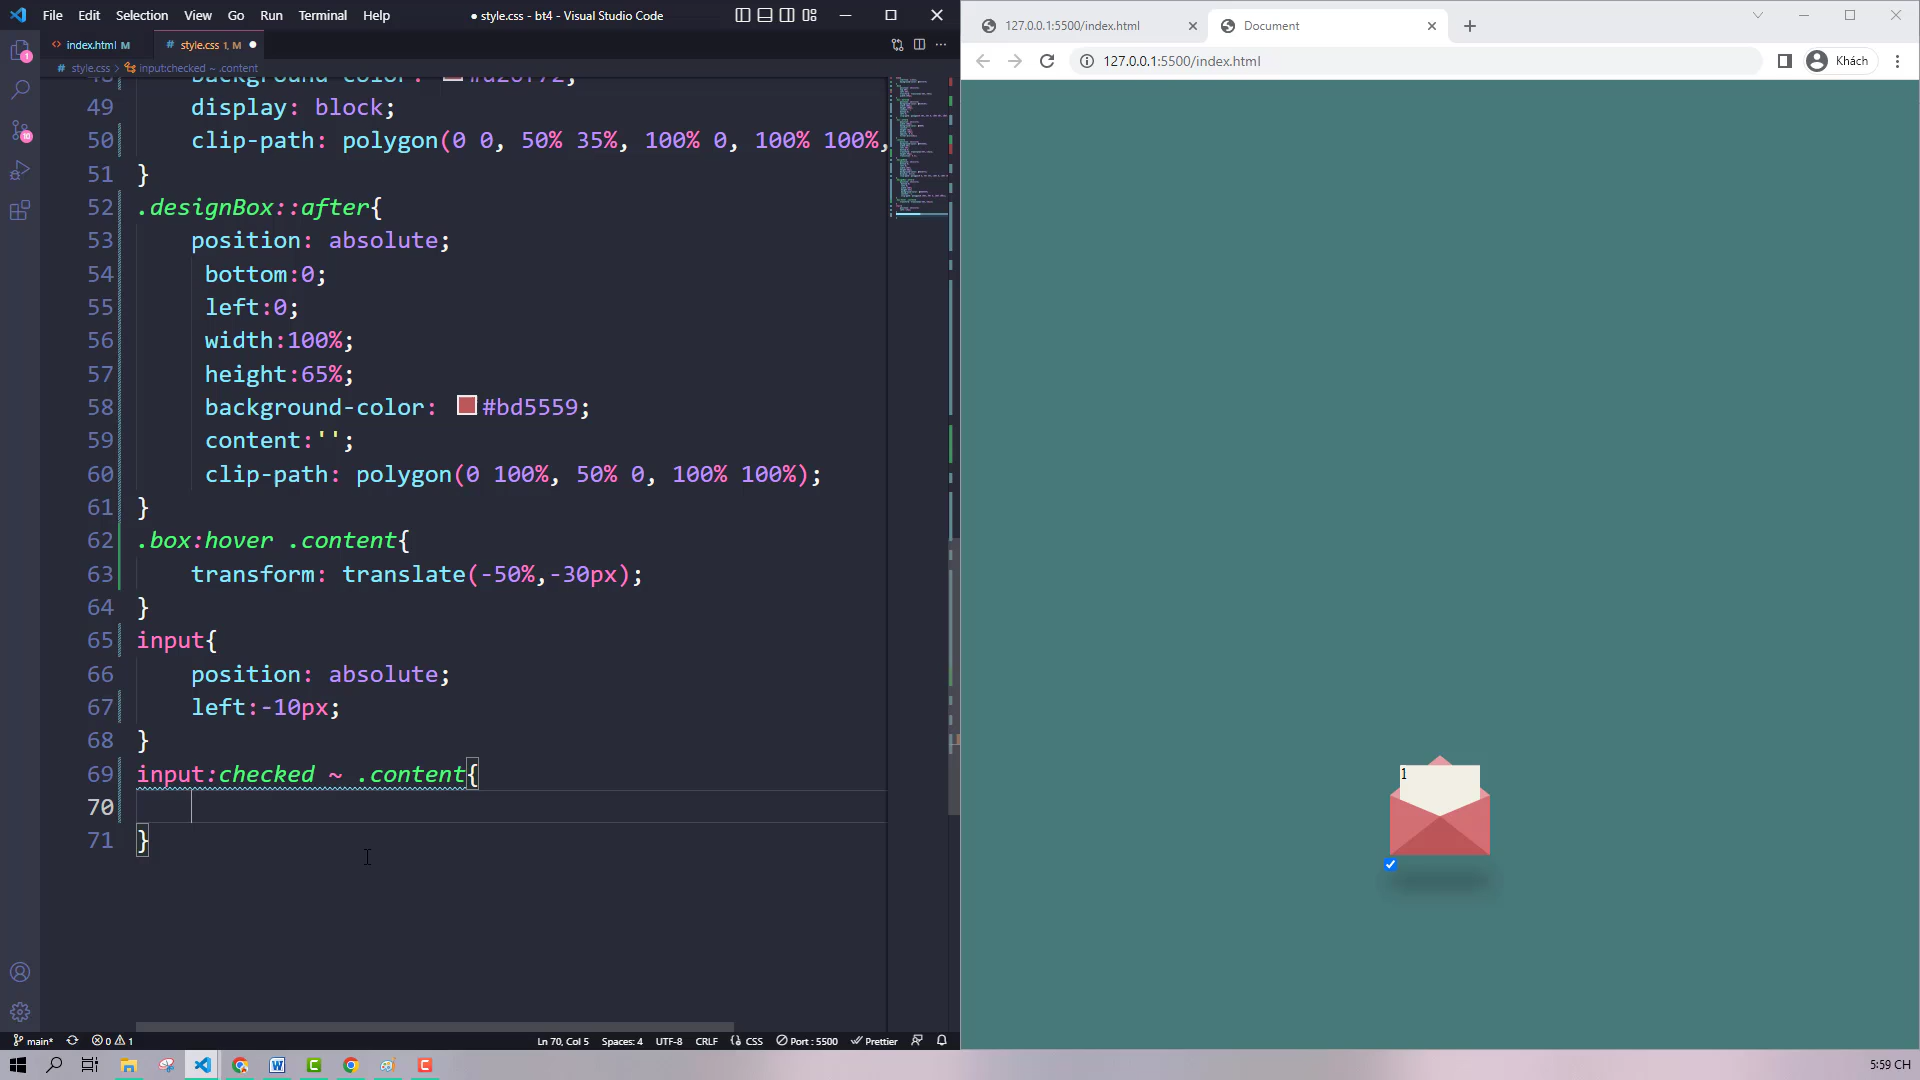 File Edit Selection View Go Run Terminal Help
● style.css - bt4 - Visual Studio Code
127.0.0.1:5500/index.html
Document
index.html M
style.css 1, M
127.0.0.1:5500/index.html
Khách
style.css > input:checked ~ .content
49 display: block;
50 clip-path: polygon(0 0, 50% 35%, 100% 0, 100% 100%,
51 }
52 .designBox::after{
53 position: absolute;
54 bottom:0;
55 left:0;
56 width:100%;
57 height:65%;
58 background-color: #bd5559;
59 content:'';
60 clip-path: polygon(0 100%, 50% 0, 100% 100%);
61 }
62 .box:hover .content{
63 transform: translate(-50%,-30px);
64 }
65 input{
66 position: absolute;
67 left:-10px;
68 }
69 input:checked ~ .content{
70
71 }
1
1
10
main* 0 1
Ln 70, Col 5 Spaces: 4 UTF-8 CRLF {} CSS Port : 5500 Prettier
5:59 CH